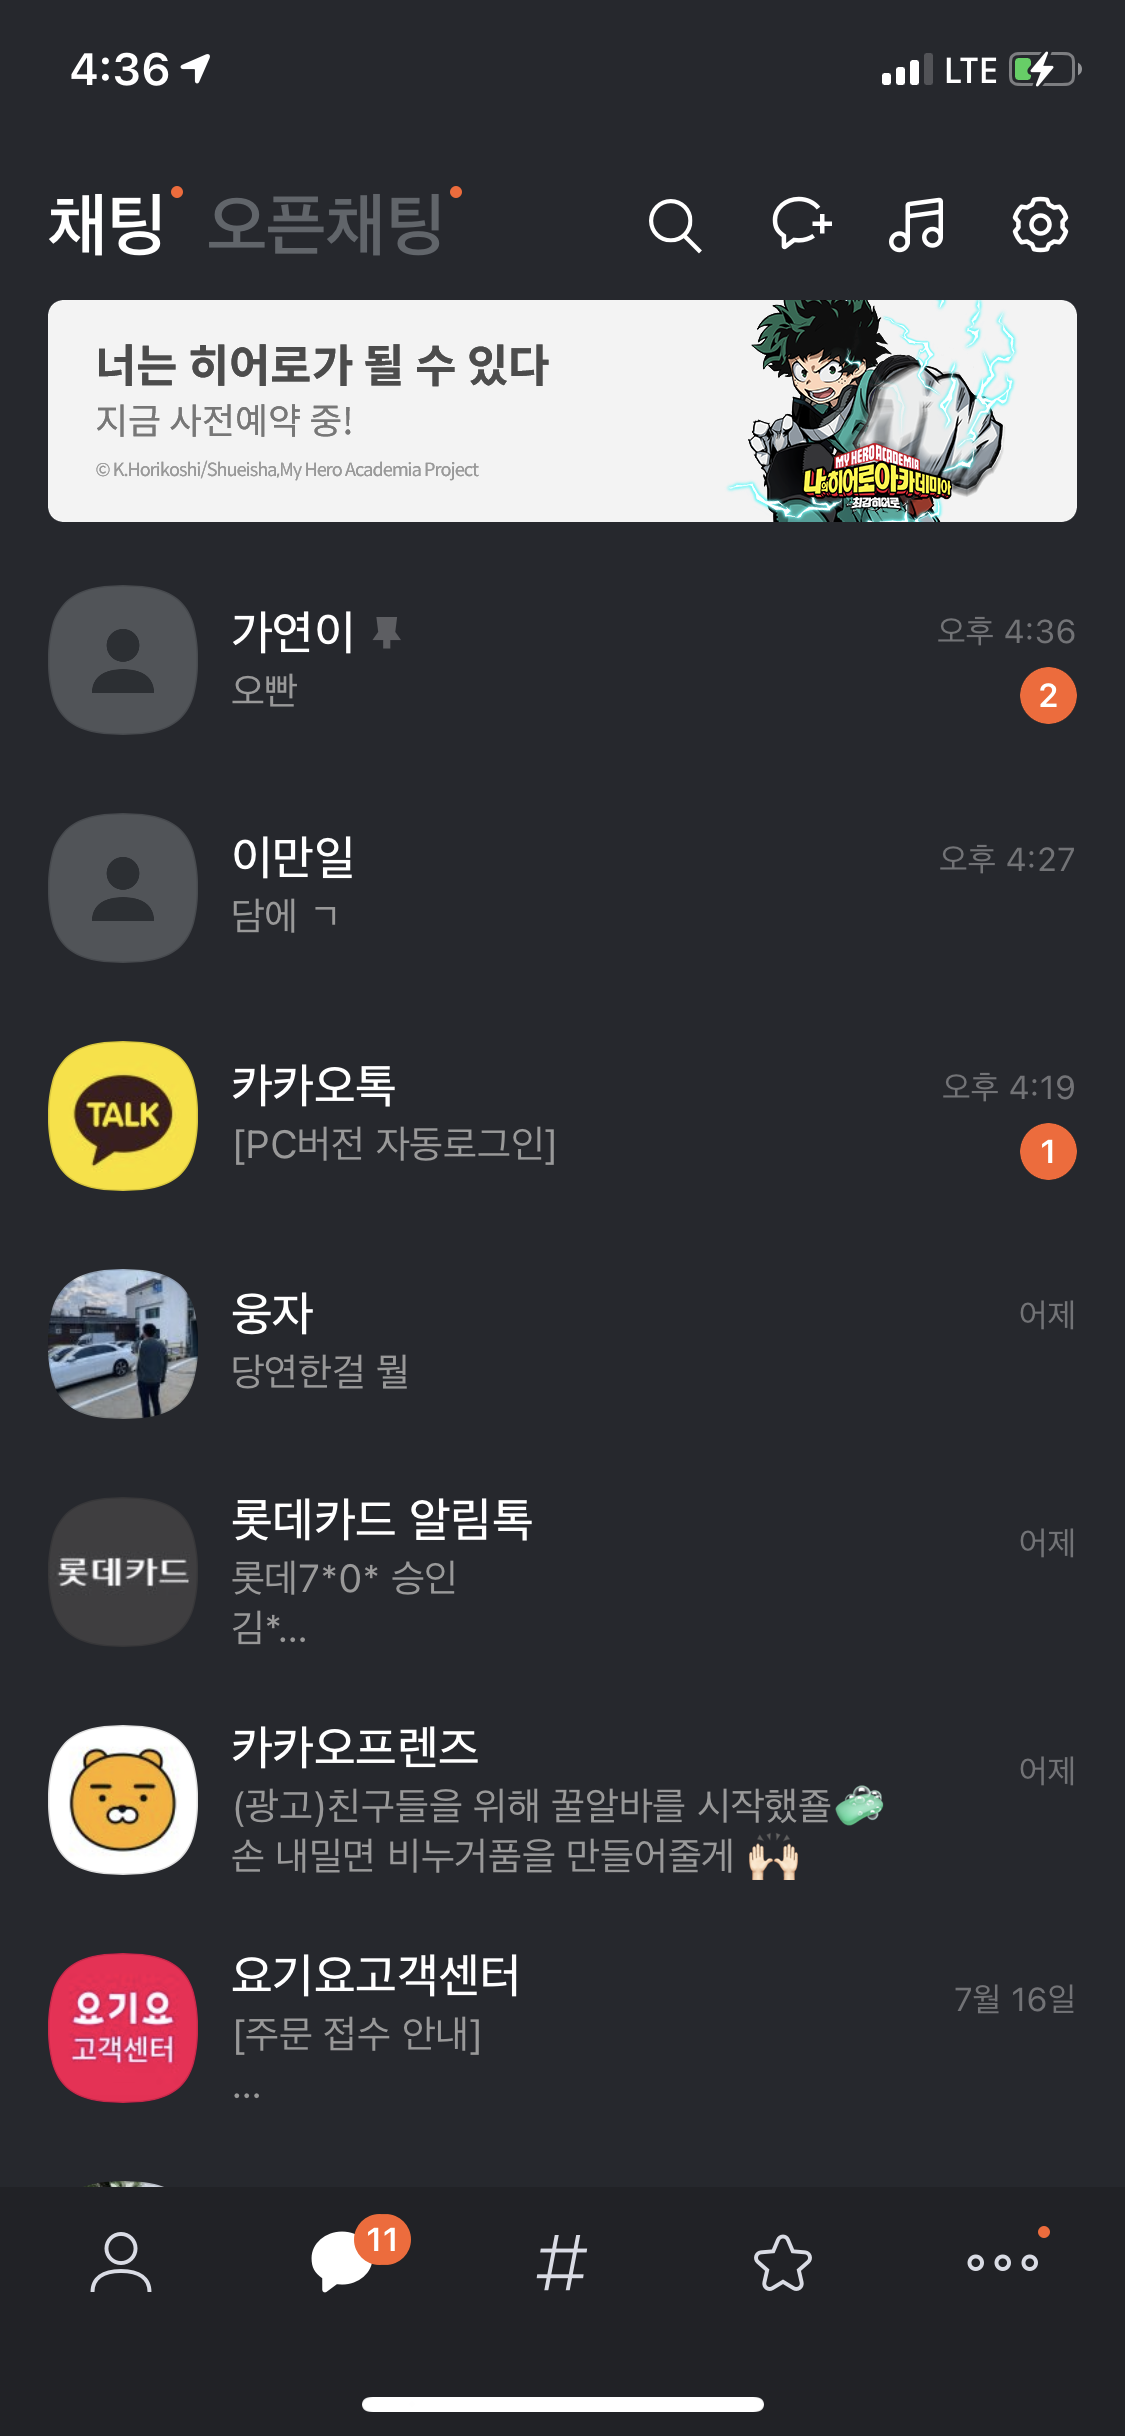 4:36
LTE
채팅 오픈채팅
너는 히어로가 될 수 있다
지금 사전예약 중!
© K.Horikoshi/Shueisha,My Hero Academia Project
MY HERO ACADEMIA
나의히어로아카데미아
최강히어로
가연이
오후 4:36
오빤
2
이만일
오후 4:27
담에 ㄱ
TALK
카카오톡
오후 4:19
[PC버전 자동로그인]
1
웅자
어제
당연한걸 뭘
롯데카드
롯데카드 알림톡
어제
롯데7*0* 승인
김*...
카카오프렌즈
어제
(광고)친구들을 위해 꿀알바를 시작했죨🧼
손 내밀면 비누거품을 만들어줄게 🙌🏻
요기요
고객센터
요기요고객센터
7월 16일
[주문 접수 안내]
...
11